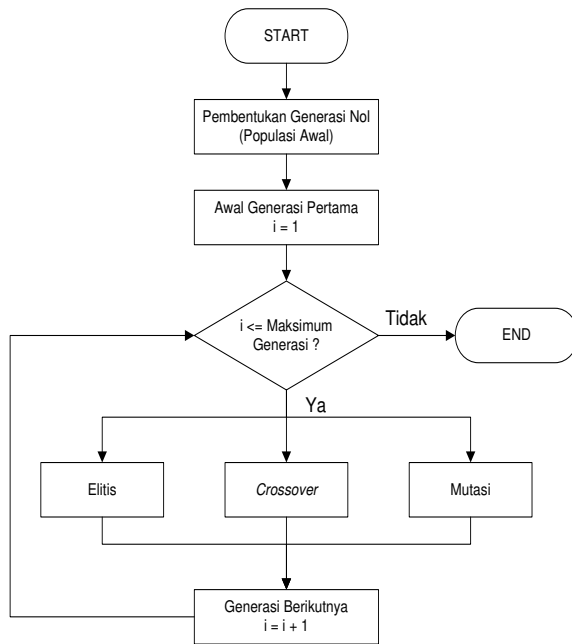 START
Pembentukan Generasi Nol
(Populasi Awal)
Awal Generasi Pertama
i = 1
i <= Maksimum
Generasi ?
Tidak
END
Ya
Elitis
Crossover
Mutasi
Generasi Berikutnya
i = i + 1